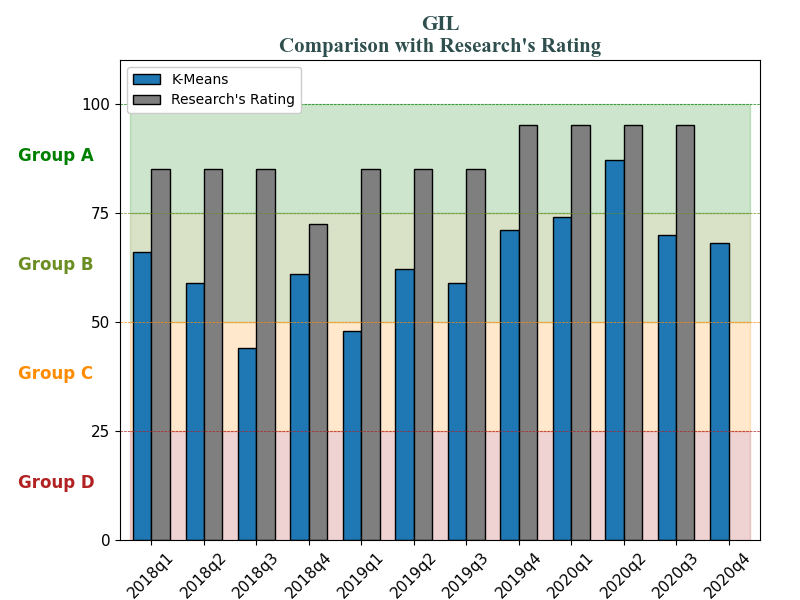 GIL
Comparison with Research's Rating
K-Means
Research's Rating
100
Group A
75
Group B
50
Group C
25
Group D
0
2018q1
2018q2
2018q3
2018q4
2019q1
2019q2
2019q3
2019q4
2020q1
2020q2
2020q3
2020q4